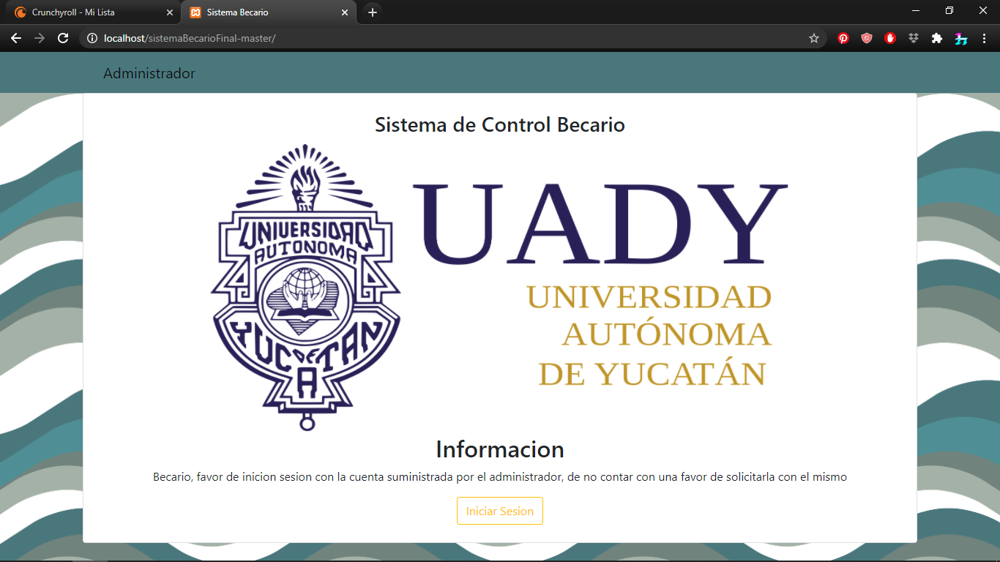 Crunchyroll - Mi Lista
Sistema Becario
localhost/sistemaBecarioFinal-master/
Administrador
Sistema de Control Becario
UNIVERSIDAD
AUTONOMA
YUCATAN
DE
A
UADY
UNIVERSIDAD
AUTÓNOMA
DE YUCATÁN
Informacion
Becario, favor de inicion sesion con la cuenta suministrada por el administrador, de no contar con una favor de solicitarla con el mismo
Iniciar Sesion